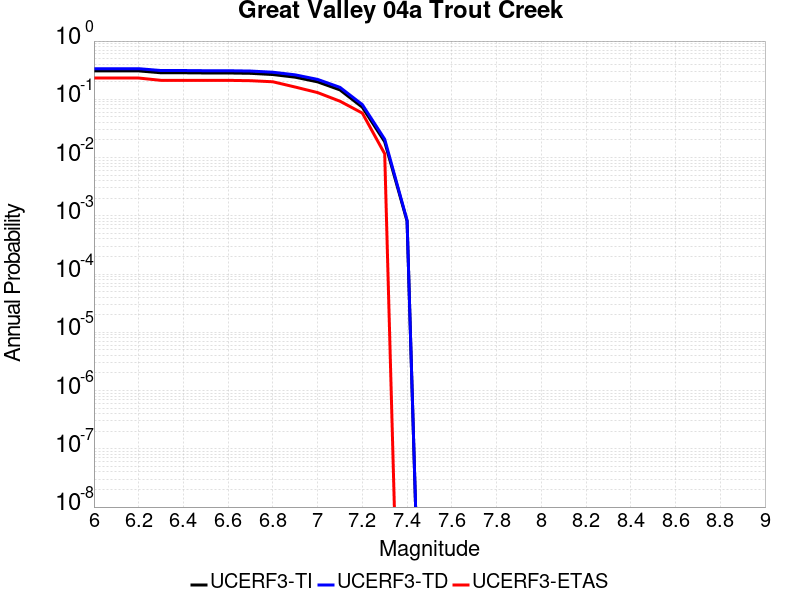 Great Valley 04a Trout Creek
10^0
10^-1
10^-2
10^-3
10^-4
10^-5
10^-6
10^-7
10^-8
Annual Probability
6 6.2 6.4 6.6 6.8 7 7.2 7.4 7.6 7.8 8 8.2 8.4 8.6 8.8 9
Magnitude
UCERF3-TI UCERF3-TD UCERF3-ETAS